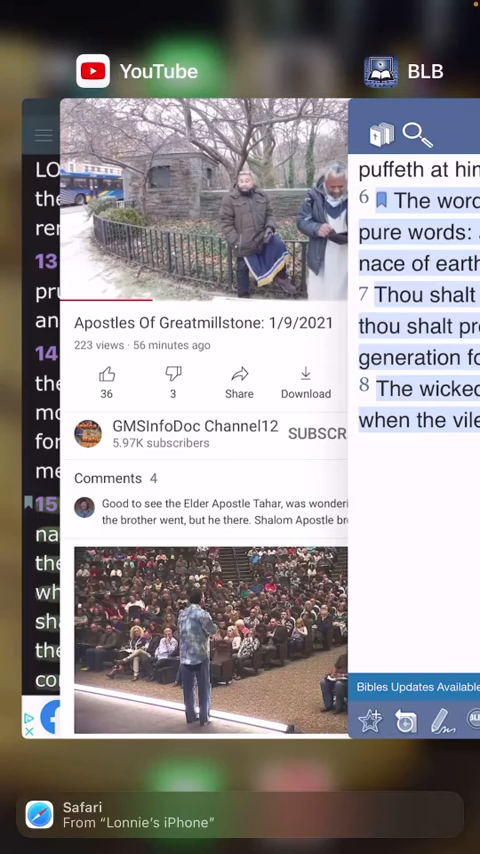 YouTube
BLB
LO
the
rer
13
pru
an
14
the
mo
for
me
15
na
the
wh
sha
the
co
Apostles Of Greatmillstone: 1/9/2021
223 views · 56 minutes ago
36
3
Share
Download
GMSInfoDoc Channel12
5.97K subscribers
SUBSCR
Comments 4
Good to see the Elder Apostle Tahar, was wonderi
the brother went, but he there. Shalom Apostle br
puffeth at hin
6 The word
pure words:
nace of earth
7 Thou shalt
thou shalt pre
generation fo
8 The wicked
when the vile
Bibles Updates Available
BLB
Safari
From “Lonnie’s iPhone”